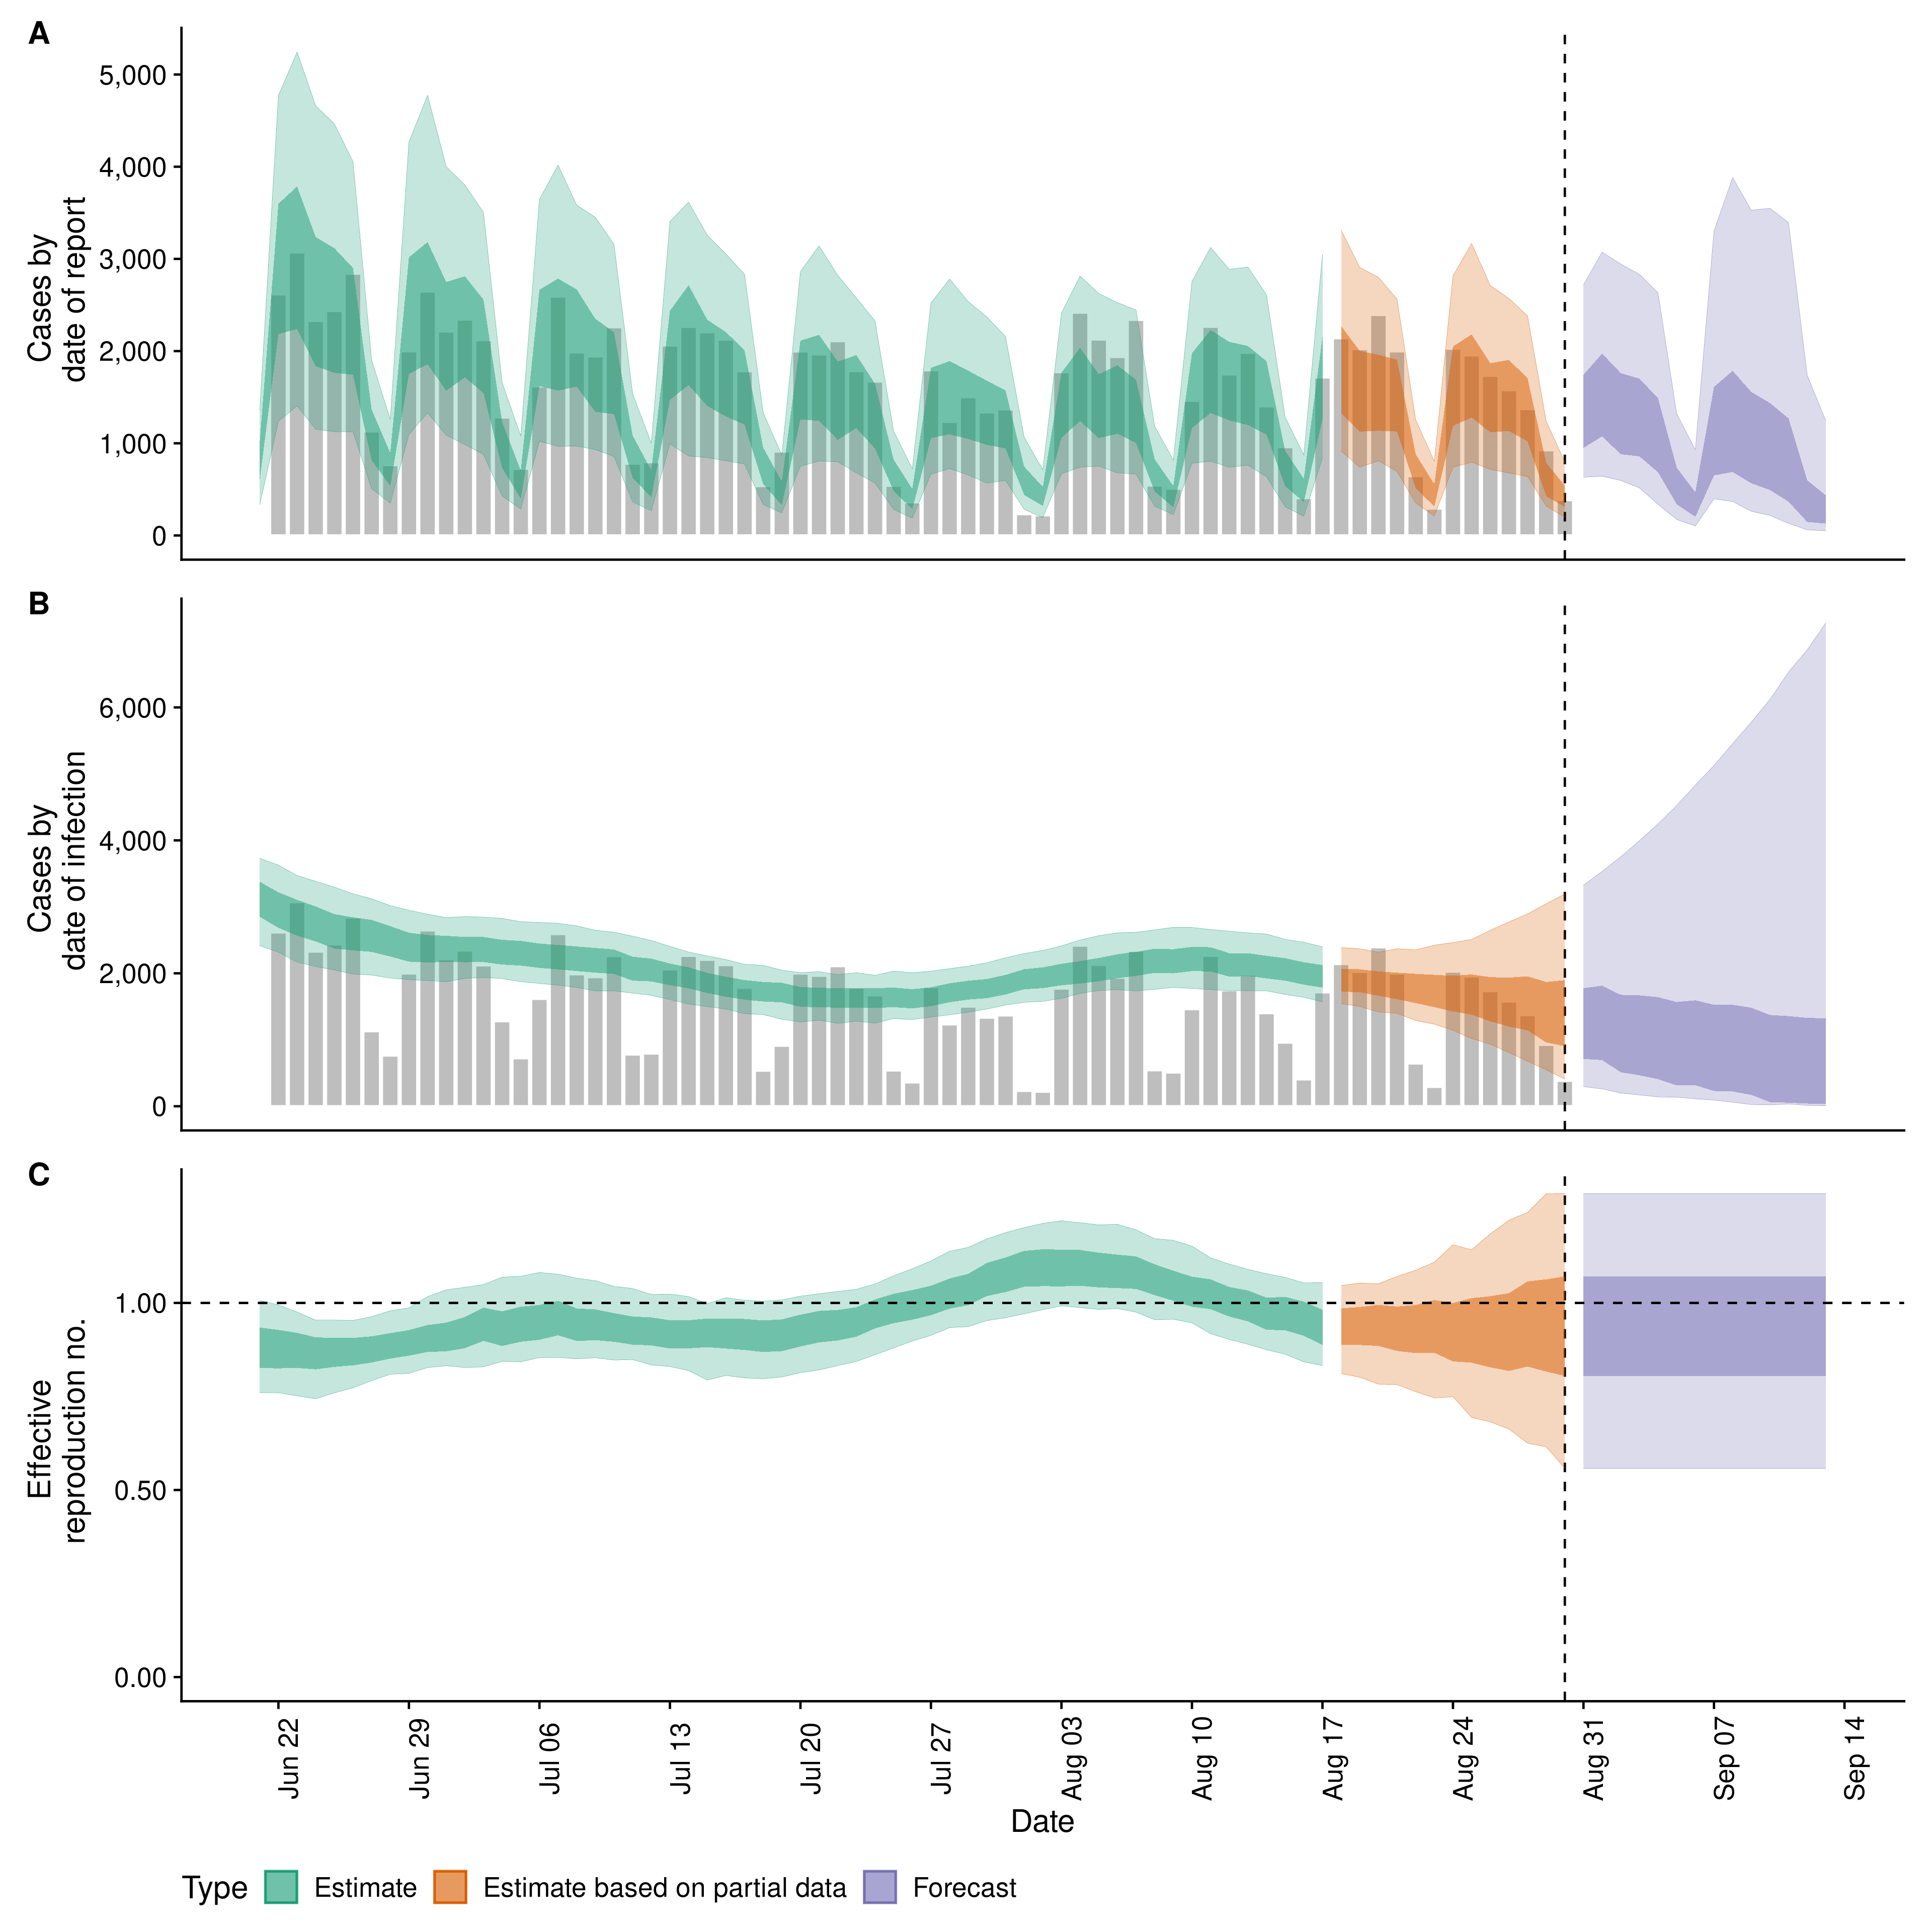 A
Cases by
date of report
5,000
4,000
3,000
2,000
1,000
0
B
Cases by
date of infection
6,000
4,000
2,000
0
C
Effective
reproduction no.
1.00
0.50
0.00
Jun 22
Jun 29
Jul 06
Jul 13
Jul 20
Jul 27
Aug 03
Aug 10
Aug 17
Aug 24
Aug 31
Sep 07
Sep 14
Date
Type Estimate Estimate based on partial data Forecast